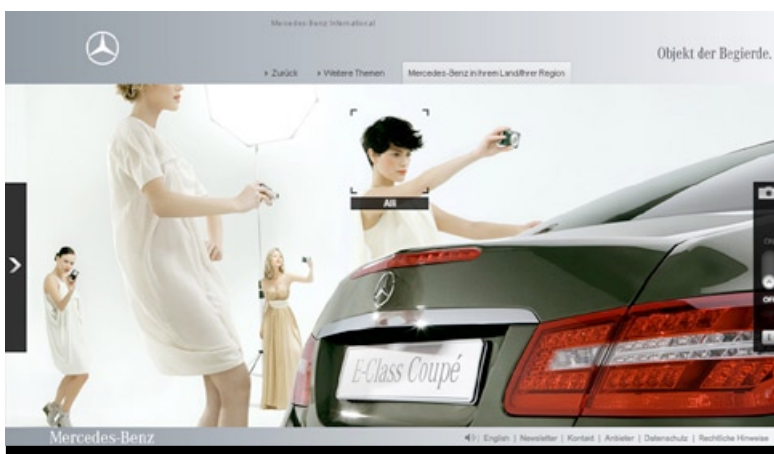 Mercedes-Benz International
Objekt der Begierde.
Zurück
Weitere Themen
Mercedes-Benz in Ihrem Land/Ihrer Region
Alli
E-Class Coupé
Mercedes-Benz
English | Newsletter | Kontakt | Anbieter | Datenschutz | Rechtliche Hinweise